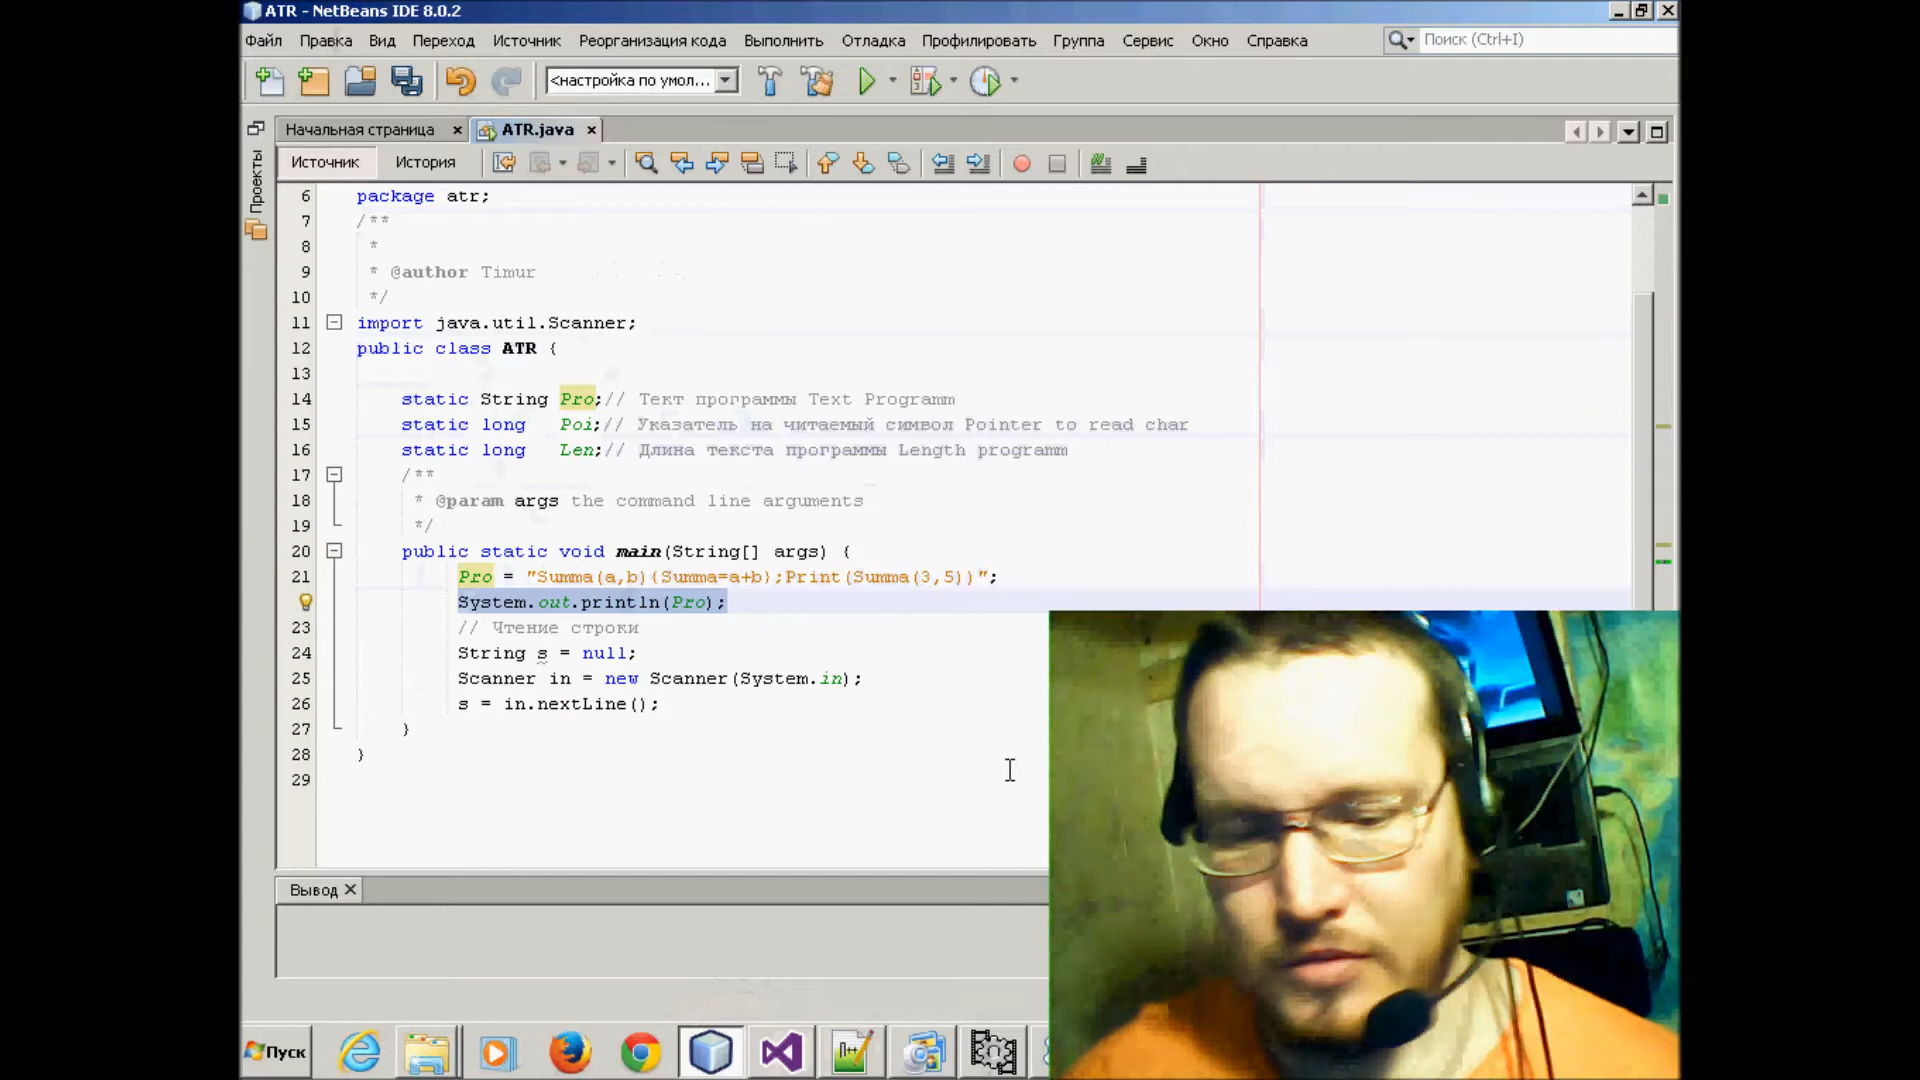 ATR - NetBeans IDE 8.0.2
Файл Правка Вид Переход Источник Реорганизация кода Выполнить Отладка Профилировать Группа Сервис Окно Справка
Поиск (Ctrl+I)
<настройка по умол...
Начальная страница
ATR.java
Источник История
Проекты
6 package atr;
7 /**
8 *
9 * @author Timur
10 */
11 import java.util.Scanner;
12 public class ATR {
13
14 static String Pro;// Тект программы Text Programm
15 static long Poi;// Указатель на читаемый символ Pointer to read char
16 static long Len;// Длина текста программы Length programm
17 /**
18 * @param args the command line arguments
19 */
20 public static void main(String[] args) {
21 Pro = "Summa(a,b){Summa=a+b};Print(Summa(3,5))";
System.out.println(Pro);
23 // Чтение строки
24 String s = null;
25 Scanner in = new Scanner(System.in);
26 s = in.nextLine();
27 }
28 }
29
Вывод
Пуск